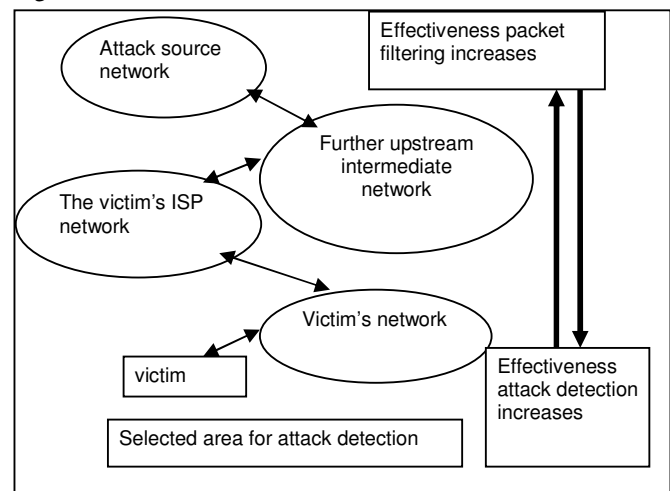 Attack source
network
Effectiveness packet
filtering increases
Further upstream
intermediate
network
The victim's ISP
network
Victim's network
victim
Effectiveness
attack detection
increases
Selected area for attack detection